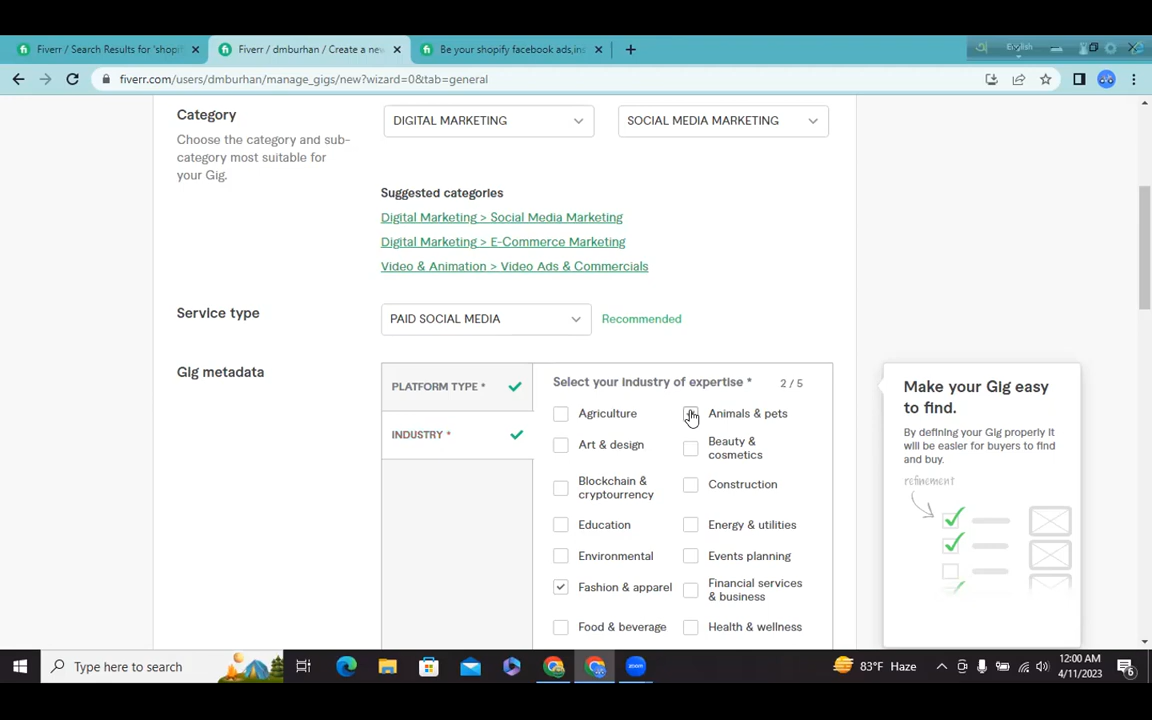 Fiverr / Search Results for 'shopif
Fiverr / dmburhan / Create a new
Be your shopify facebook ads,ins
English
fiverr.com/users/dmburhan/manage_gigs/new?wizard=0&tab=general
Category
Choose the category and sub-
category most suitable for
your Gig.
DIGITAL MARKETING
SOCIAL MEDIA MARKETING
Suggested categories
Digital Marketing > Social Media Marketing
Digital Marketing > E-Commerce Marketing
Video & Animation > Video Ads & Commercials
Service type
PAID SOCIAL MEDIA
Recommended
Gig metadata
PLATFORM TYPE *
INDUSTRY *
Select your industry of expertise *
2 / 5
Agriculture
Animals & pets
Art & design
Beauty &
cosmetics
Blockchain &
cryptocurrency
Construction
Education
Energy & utilities
Environmental
Events planning
Fashion & apparel
Financial services
& business
Food & beverage
Health & wellness
Make your Gig easy
to find.
By defining your Gig properly it
will be easier for buyers to find
and buy.
refinement
Type here to search
83°F Haze
12:00 AM
4/11/2023
6